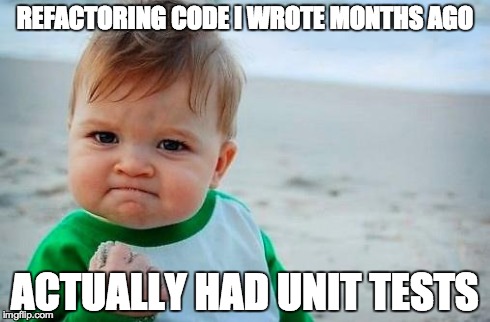 REFACTORING CODE I WROTE MONTHS AGO
ACTUALLY HAD UNIT TESTS
imgflip.com